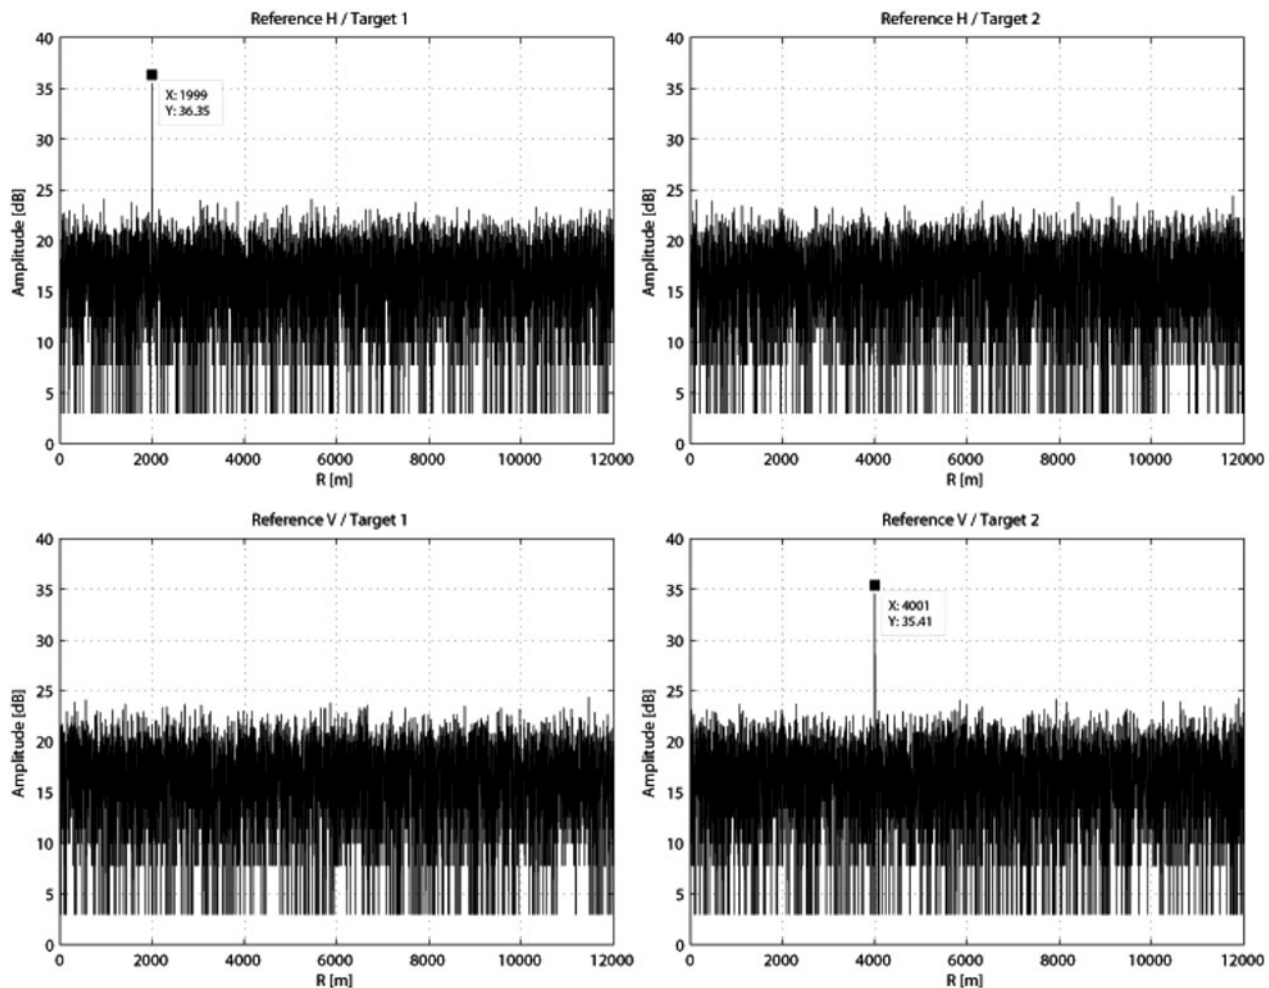 Reference H / Target 1
40
35
30
25
20
15
10
5
0
Amplitude [dB]
X: 1999
Y: 36.35
0 2000 4000 6000 8000 10000 12000
R [m]
Reference H / Target 2
40
35
30
25
20
15
10
5
0
Amplitude [dB]
0 2000 4000 6000 8000 10000 12000
R [m]
Reference V / Target 1
40
35
30
25
20
15
10
5
0
Amplitude [dB]
0 2000 4000 6000 8000 10000 12000
R [m]
Reference V / Target 2
40
35
30
25
20
15
10
5
0
Amplitude [dB]
X: 4001
Y: 35.41
0 2000 4000 6000 8000 10000 12000
R [m]